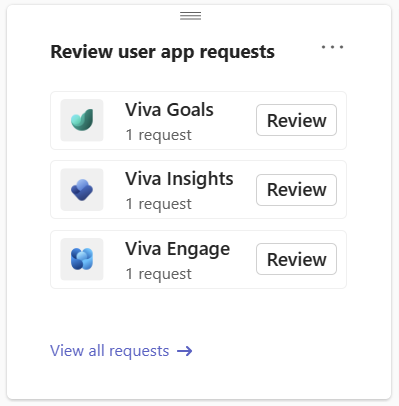 Review user app requests
Viva Goals
1 request
Review
Viva Insights
1 request
Review
Viva Engage
1 request
Review
View all requests